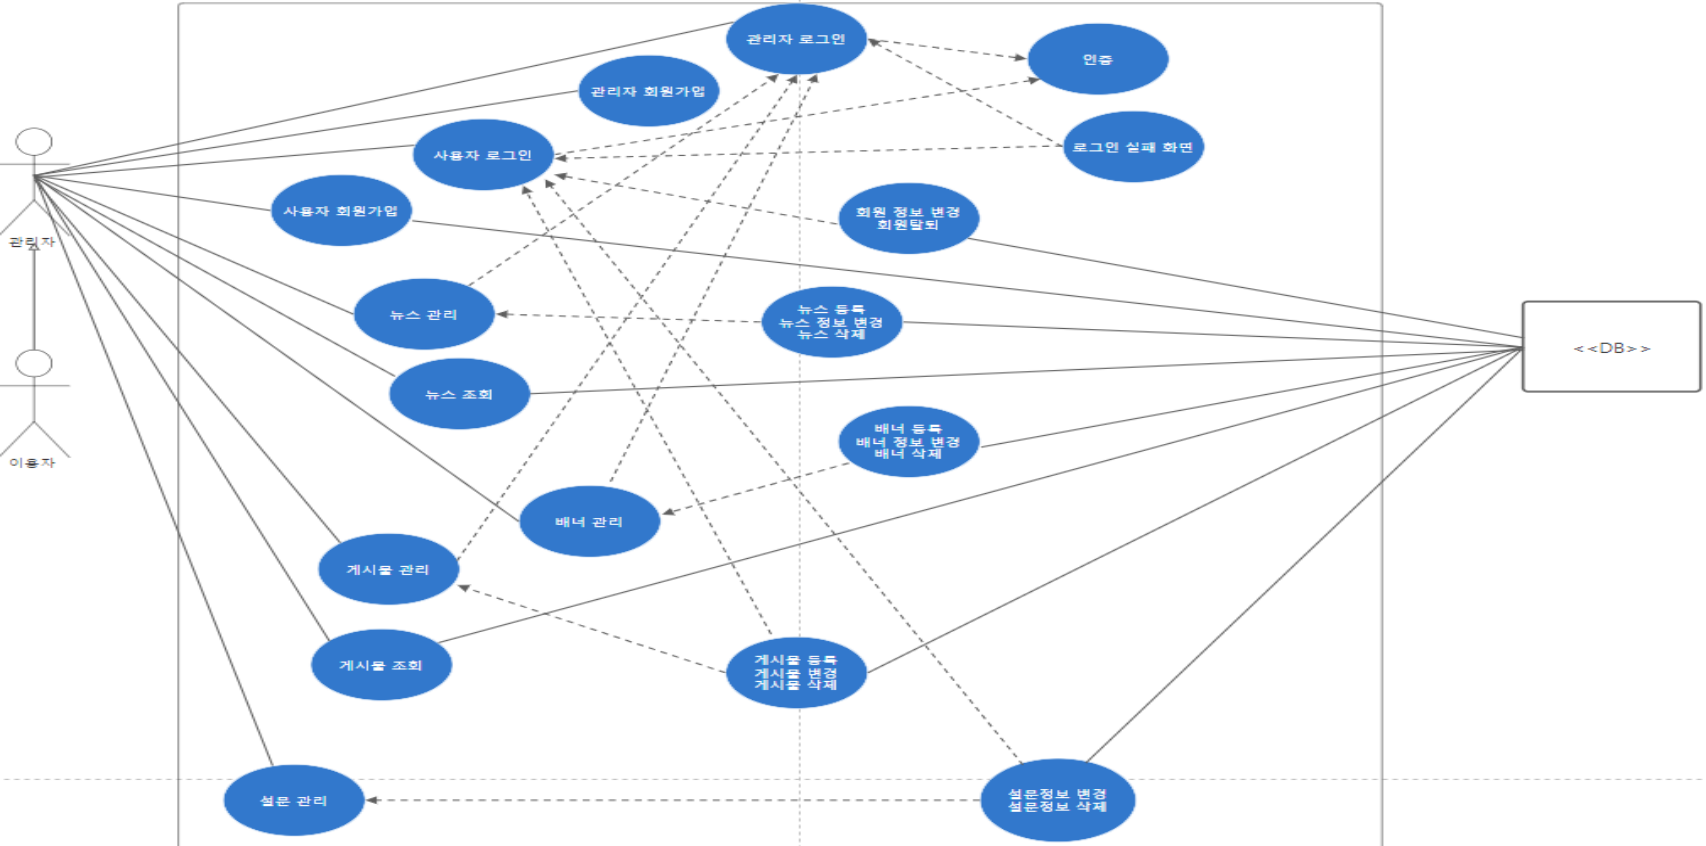 관리자 로그인
인증
관리자 회원가입
사용자 로그인
로그인 실패 화면
사용자 회원가입
회원 정보 변경
회원탈퇴
관리자
뉴스 관리
뉴스 등록
뉴스 정보 변경
뉴스 삭제
<<DB>>
뉴스 조회
이용자
배너 등록
배너 정보 변경
배너 삭제
배너 관리
게시물 관리
게시물 조회
게시물 등록
게시물 변경
게시물 삭제
설문 관리
설문정보 변경
설문정보 삭제